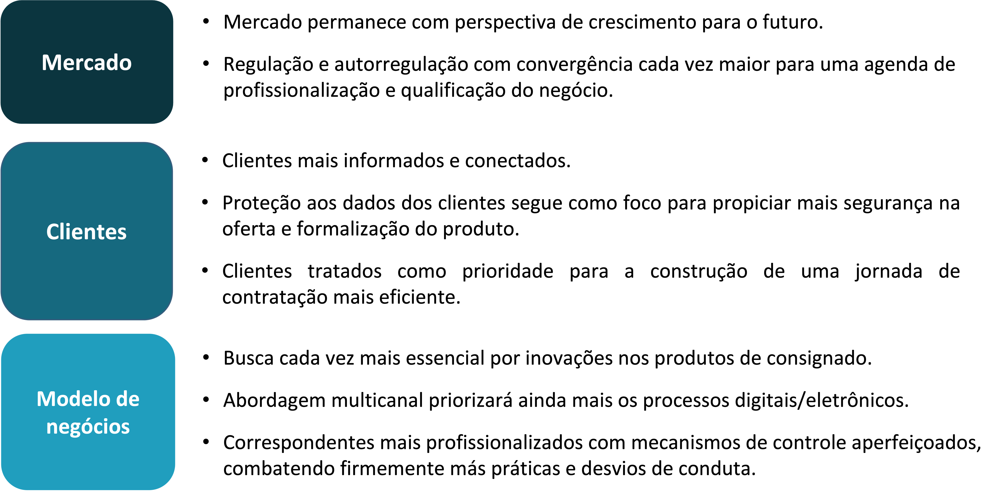 Mercado
• Mercado permanece com perspectiva de crescimento para o futuro.
• Regulação e autorregulação com convergência cada vez maior para uma agenda de
profissionalização e qualificação do negócio.
Clientes
• Clientes mais informados e conectados.
• Proteção aos dados dos clientes segue como foco para propiciar mais segurança na
oferta e formalização do produto.
• Clientes tratados como prioridade para a construção de uma jornada de
contratação mais eficiente.
Modelo de
negócios
• Busca cada vez mais essencial por inovações nos produtos de consignado.
• Abordagem multicanal priorizará ainda mais os processos digitais/eletrônicos.
• Correspondentes mais profissionalizados com mecanismos de controle aperfeiçoados,
combatendo firmemente más práticas e desvios de conduta.